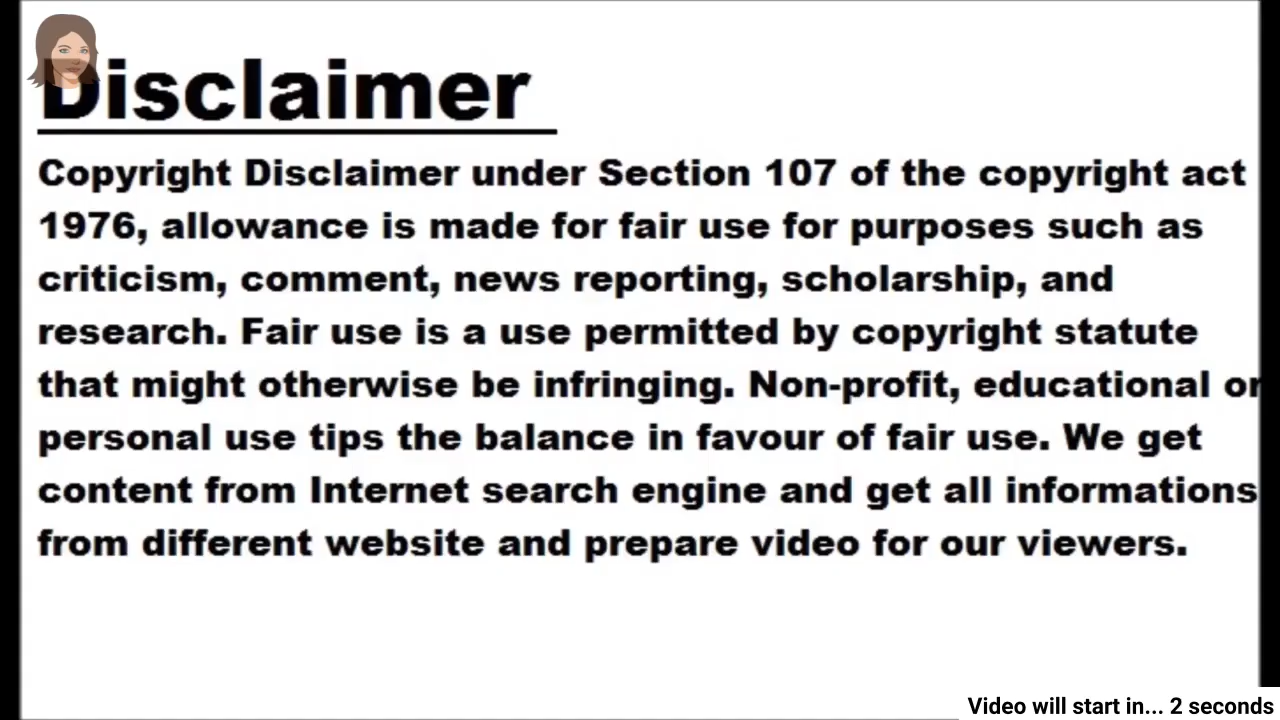 Disclaimer
Copyright Disclaimer under Section 107 of the copyright act
1976, allowance is made for fair use for purposes such as
criticism, comment, news reporting, scholarship, and
research. Fair use is a use permitted by copyright statute
that might otherwise be infringing. Non-profit, educational or
personal use tips the balance in favour of fair use. We get
content from Internet search engine and get all informations
from different website and prepare video for our viewers.
Video will start in... 2 seconds